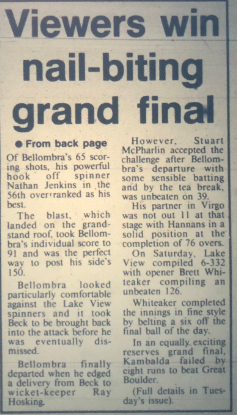 Viewers win
nail-biting
grand final
● From back page
Of Bellombra's 65 scor-
ing shots, his powerful
hook off spinner
Nathan Jenkins in the
56th over ranked as his
best.
The blast, which
landed on the grand-
stand roof, took Bellom-
bra's individual score to
91 and was the perfect
way to post his side's
150.
Bellombra looked
particularly comfortable
against the Lake View
spinners and it took
Beck to be brought back
into the attack before he
was eventually dis-
missed.
Bellombra finally
departed when he edged
a delivery from Beck to
wicket-keeper Ray
Hosking.
However, Stuart
McPharlin accepted the
challenge after Bellom-
bra's departure with
some sensible batting
and by the tea break,
was unbeaten on 39.
His partner in Virgo
was not out 11 at that
stage with Hannans in a
solid position at the
completion of 76 overs.
On Saturday, Lake
View compiled 6-332
with opener Brett Whi-
teaker compiling an
unbeaten 126.
Whiteaker completed
the innings in fine style
by belting a six off the
final ball of the day.
In an equally exciting
reserves grand final,
Kambalda failed by
eight runs to beat Great
Boulder.
(Full details in Tues-
day's issue).